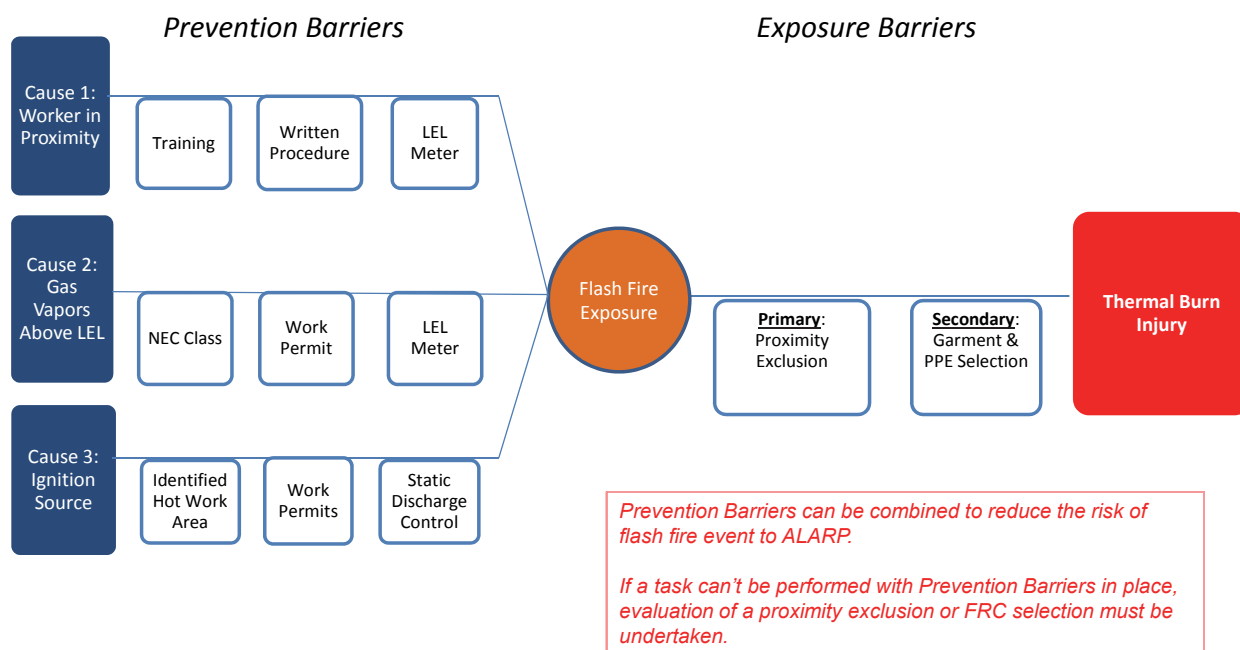 Prevention Barriers
Exposure Barriers
Cause 1:
Worker in
Proximity
Training
Written
Procedure
LEL
Meter
Cause 2:
Gas
Vapors
Above LEL
NEC Class
Work
Permit
LEL
Meter
Cause 3:
Ignition
Source
Identified
Hot Work
Area
Work
Permits
Static
Discharge
Control
Flash Fire
Exposure
Primary:
Proximity
Exclusion
Secondary:
Garment &
PPE Selection
Thermal Burn
Injury
Prevention Barriers can be combined to reduce the risk of
flash fire event to ALARP.
If a task can’t be performed with Prevention Barriers in place,
evaluation of a proximity exclusion or FRC selection must be
undertaken.